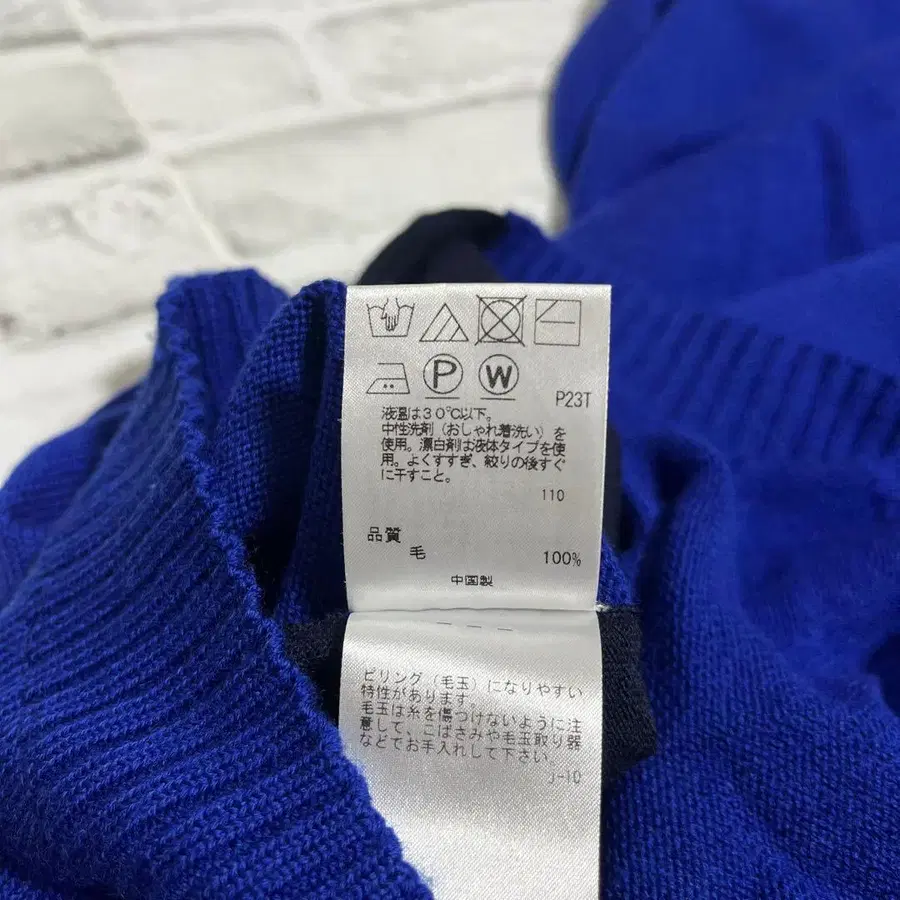 P W P23T
液温は30℃以下。
中性洗剤(おしゃれ着洗い)を
使用。漂白剤は液体タイプを使
用。よくすすぎ、絞りの後すぐ
に干すこと。
110
品質
毛 100%
中国製
ピリング(毛玉)になりやすい
特性があります。
毛玉は糸を傷つけないように注
意して、こばさみや毛玉取り器
などでお手入れして下さい。
J-10